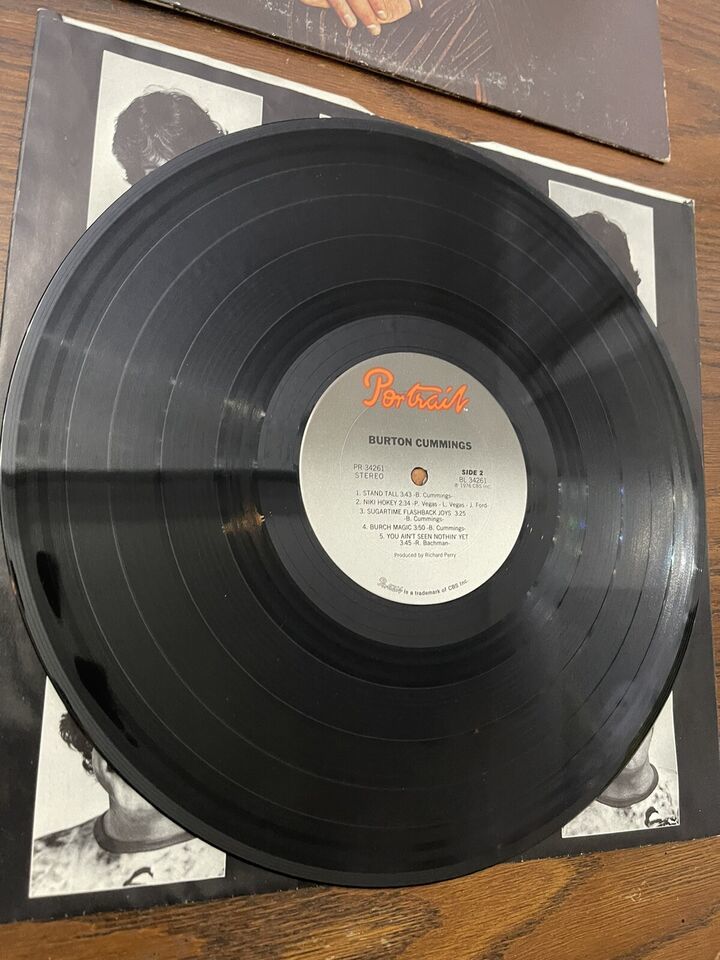 Portrait
TM
BURTON CUMMINGS
PR 34261
STEREO
SIDE 2
BL 34261
℗ 1976 CBS Inc.
1. STAND TALL 3:43 -B. Cummings-
2. NIKI HOKEY 2:34 -P. Vegas - L. Vegas - J. Ford-
3. SUGARTIME FLASHBACK JOYS 3:25
-B. Cummings-
4. BURCH MAGIC 3:50 -B. Cummings-
5. YOU AIN'T SEEN NOTHIN' YET
3:45 -R. Bachman-
Produced by Richard Perry
Portrait is a trademark of CBS Inc.